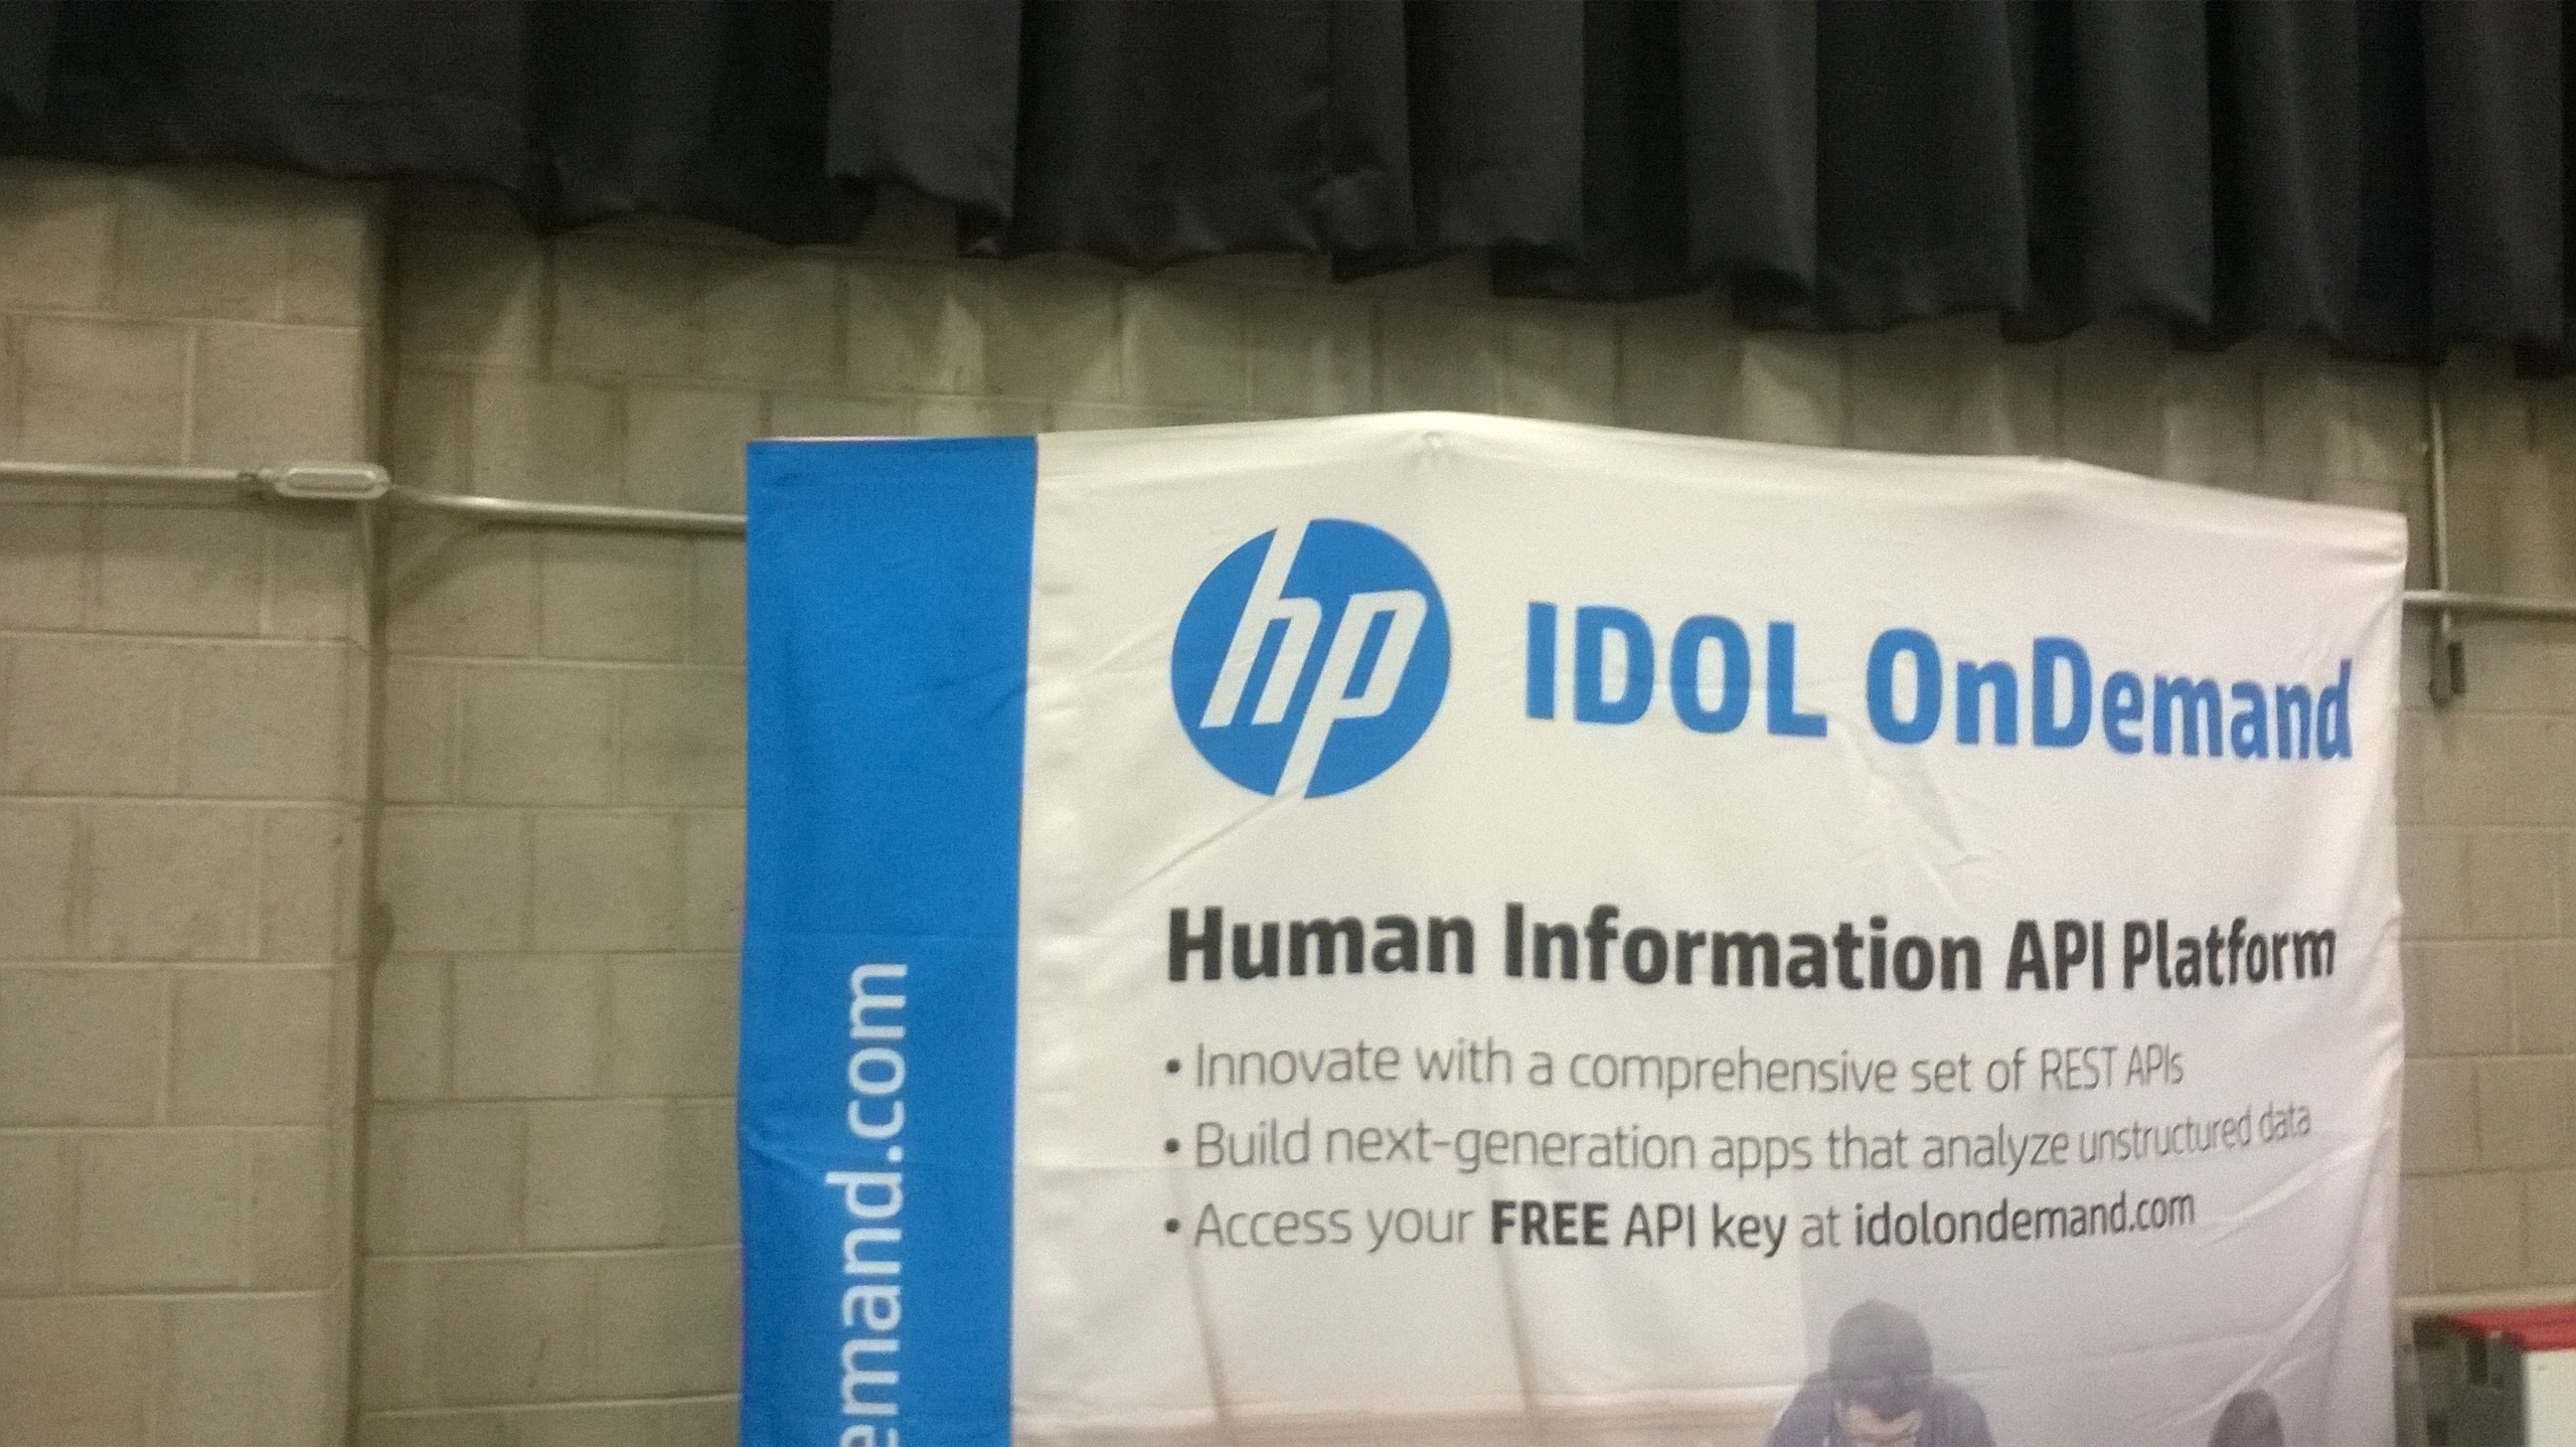 hp IDOL OnDemand
Human Information API Platform
• Innovate with a comprehensive set of REST APIs
• Build next-generation apps that analyze unstructured data
• Access your FREE API key at idolondemand.com
emand.com